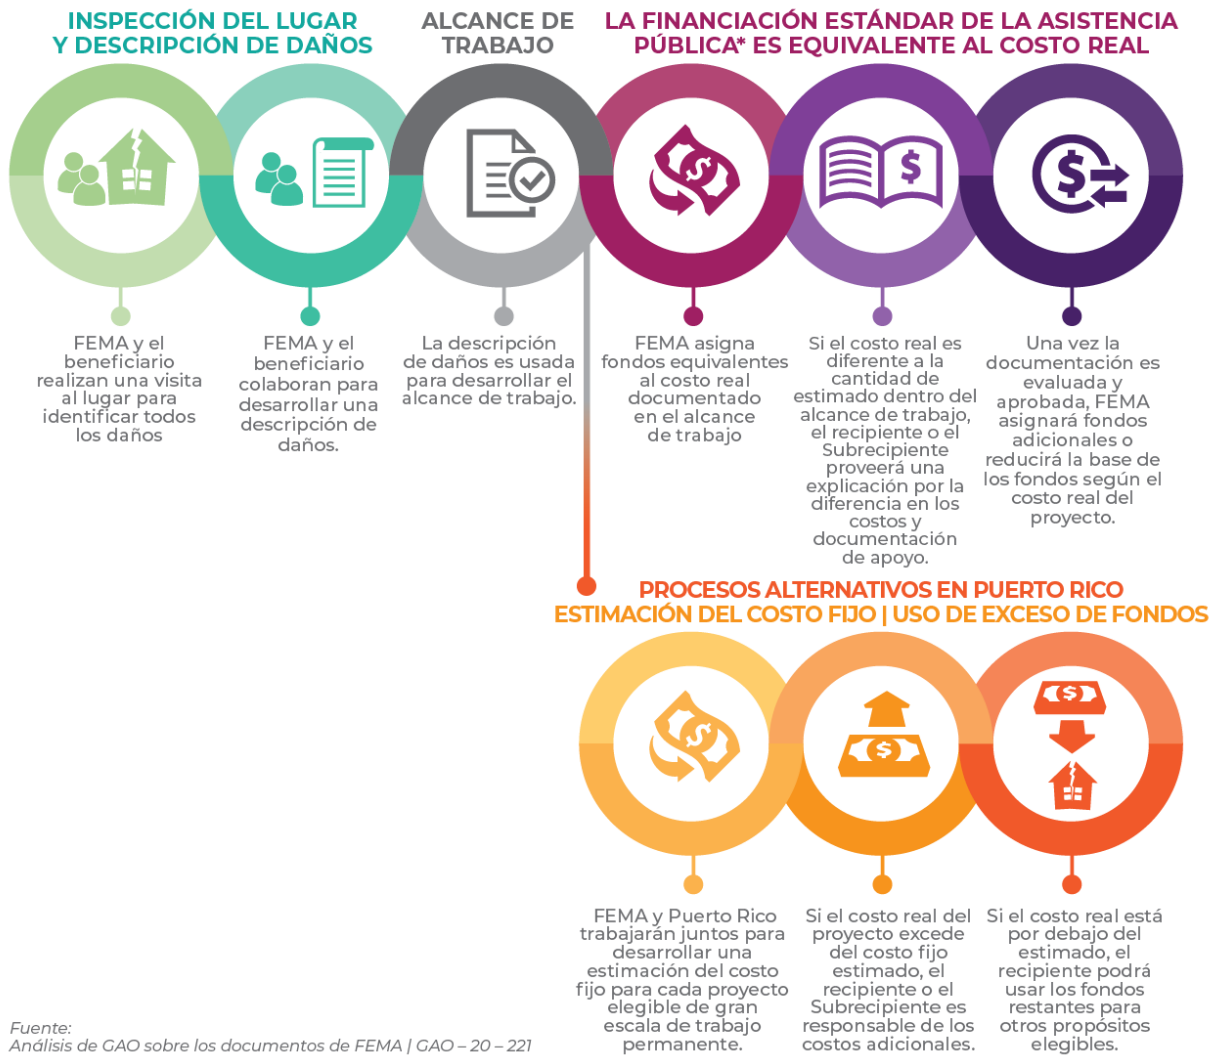 INSPECCIÓN DEL LUGAR
Y DESCRIPCIÓN DE DAÑOS
ALCANCE DE
TRABAJO
LA FINANCIACIÓN ESTÁNDAR DE LA ASISTENCIA
PÚBLICA* ES EQUIVALENTE AL COSTO REAL
FEMA y el
beneficiario
realizan una visita
al lugar para
identificar todos
los daños
FEMA y el
beneficiario
colaboran para
desarrollar una
descripción de
daños.
La descripción
de daños es usada
para desarrollar el
alcance de trabajo.
FEMA asigna
fondos equivalentes
al costo real
documentado
en el alcance
de trabajo
Si el costo real es
diferente a la
cantidad de
estimado dentro del
alcance de trabajo,
el recipiente o el
Subrecipiente
proveerá una
explicación por la
diferencia en los
costos y
documentación
de apoyo.
Una vez la
documentación es
evaluada y
aprobada, FEMA
asignará fondos
adicionales o
reducirá la base de
los fondos según el
costo real del
proyecto.
PROCESOS ALTERNATIVOS EN PUERTO RICO
ESTIMACIÓN DEL COSTO FIJO | USO DE EXCESO DE FONDOS
FEMA y Puerto Rico
trabajarán juntos para
desarrollar una
estimación del costo
fijo para cada proyecto
elegible de gran
escala de trabajo
permanente.
Si el costo real del
proyecto excede
del costo fijo
estimado, el
recipiente o el
Subrecipiente es
responsable de los
costos adicionales.
Si el costo real está
por debajo del
estimado, el
recipiente podrá
usar los fondos
restantes para
otros propósitos
elegibles.
Fuente:
Análisis de GAO sobre los documentos de FEMA | GAO – 20 – 221